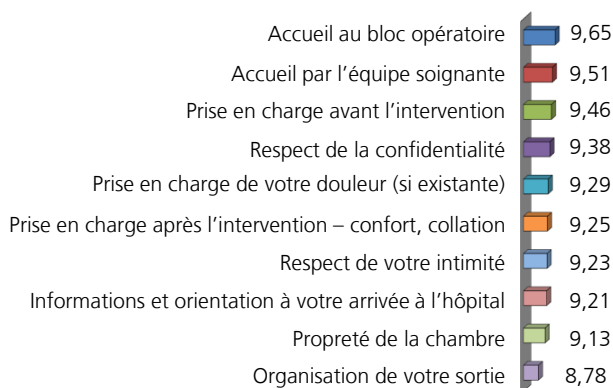 Accueil au bloc opératoire 9,65
Accueil par l'équipe soignante 9,51
Prise en charge avant l'intervention 9,46
Respect de la confidentialité 9,38
Prise en charge de votre douleur (si existante) 9,29
Prise en charge après l'intervention – confort, collation 9,25
Respect de votre intimité 9,23
Informations et orientation à votre arrivée à l'hôpital 9,21
Propreté de la chambre 9,13
Organisation de votre sortie 8,78